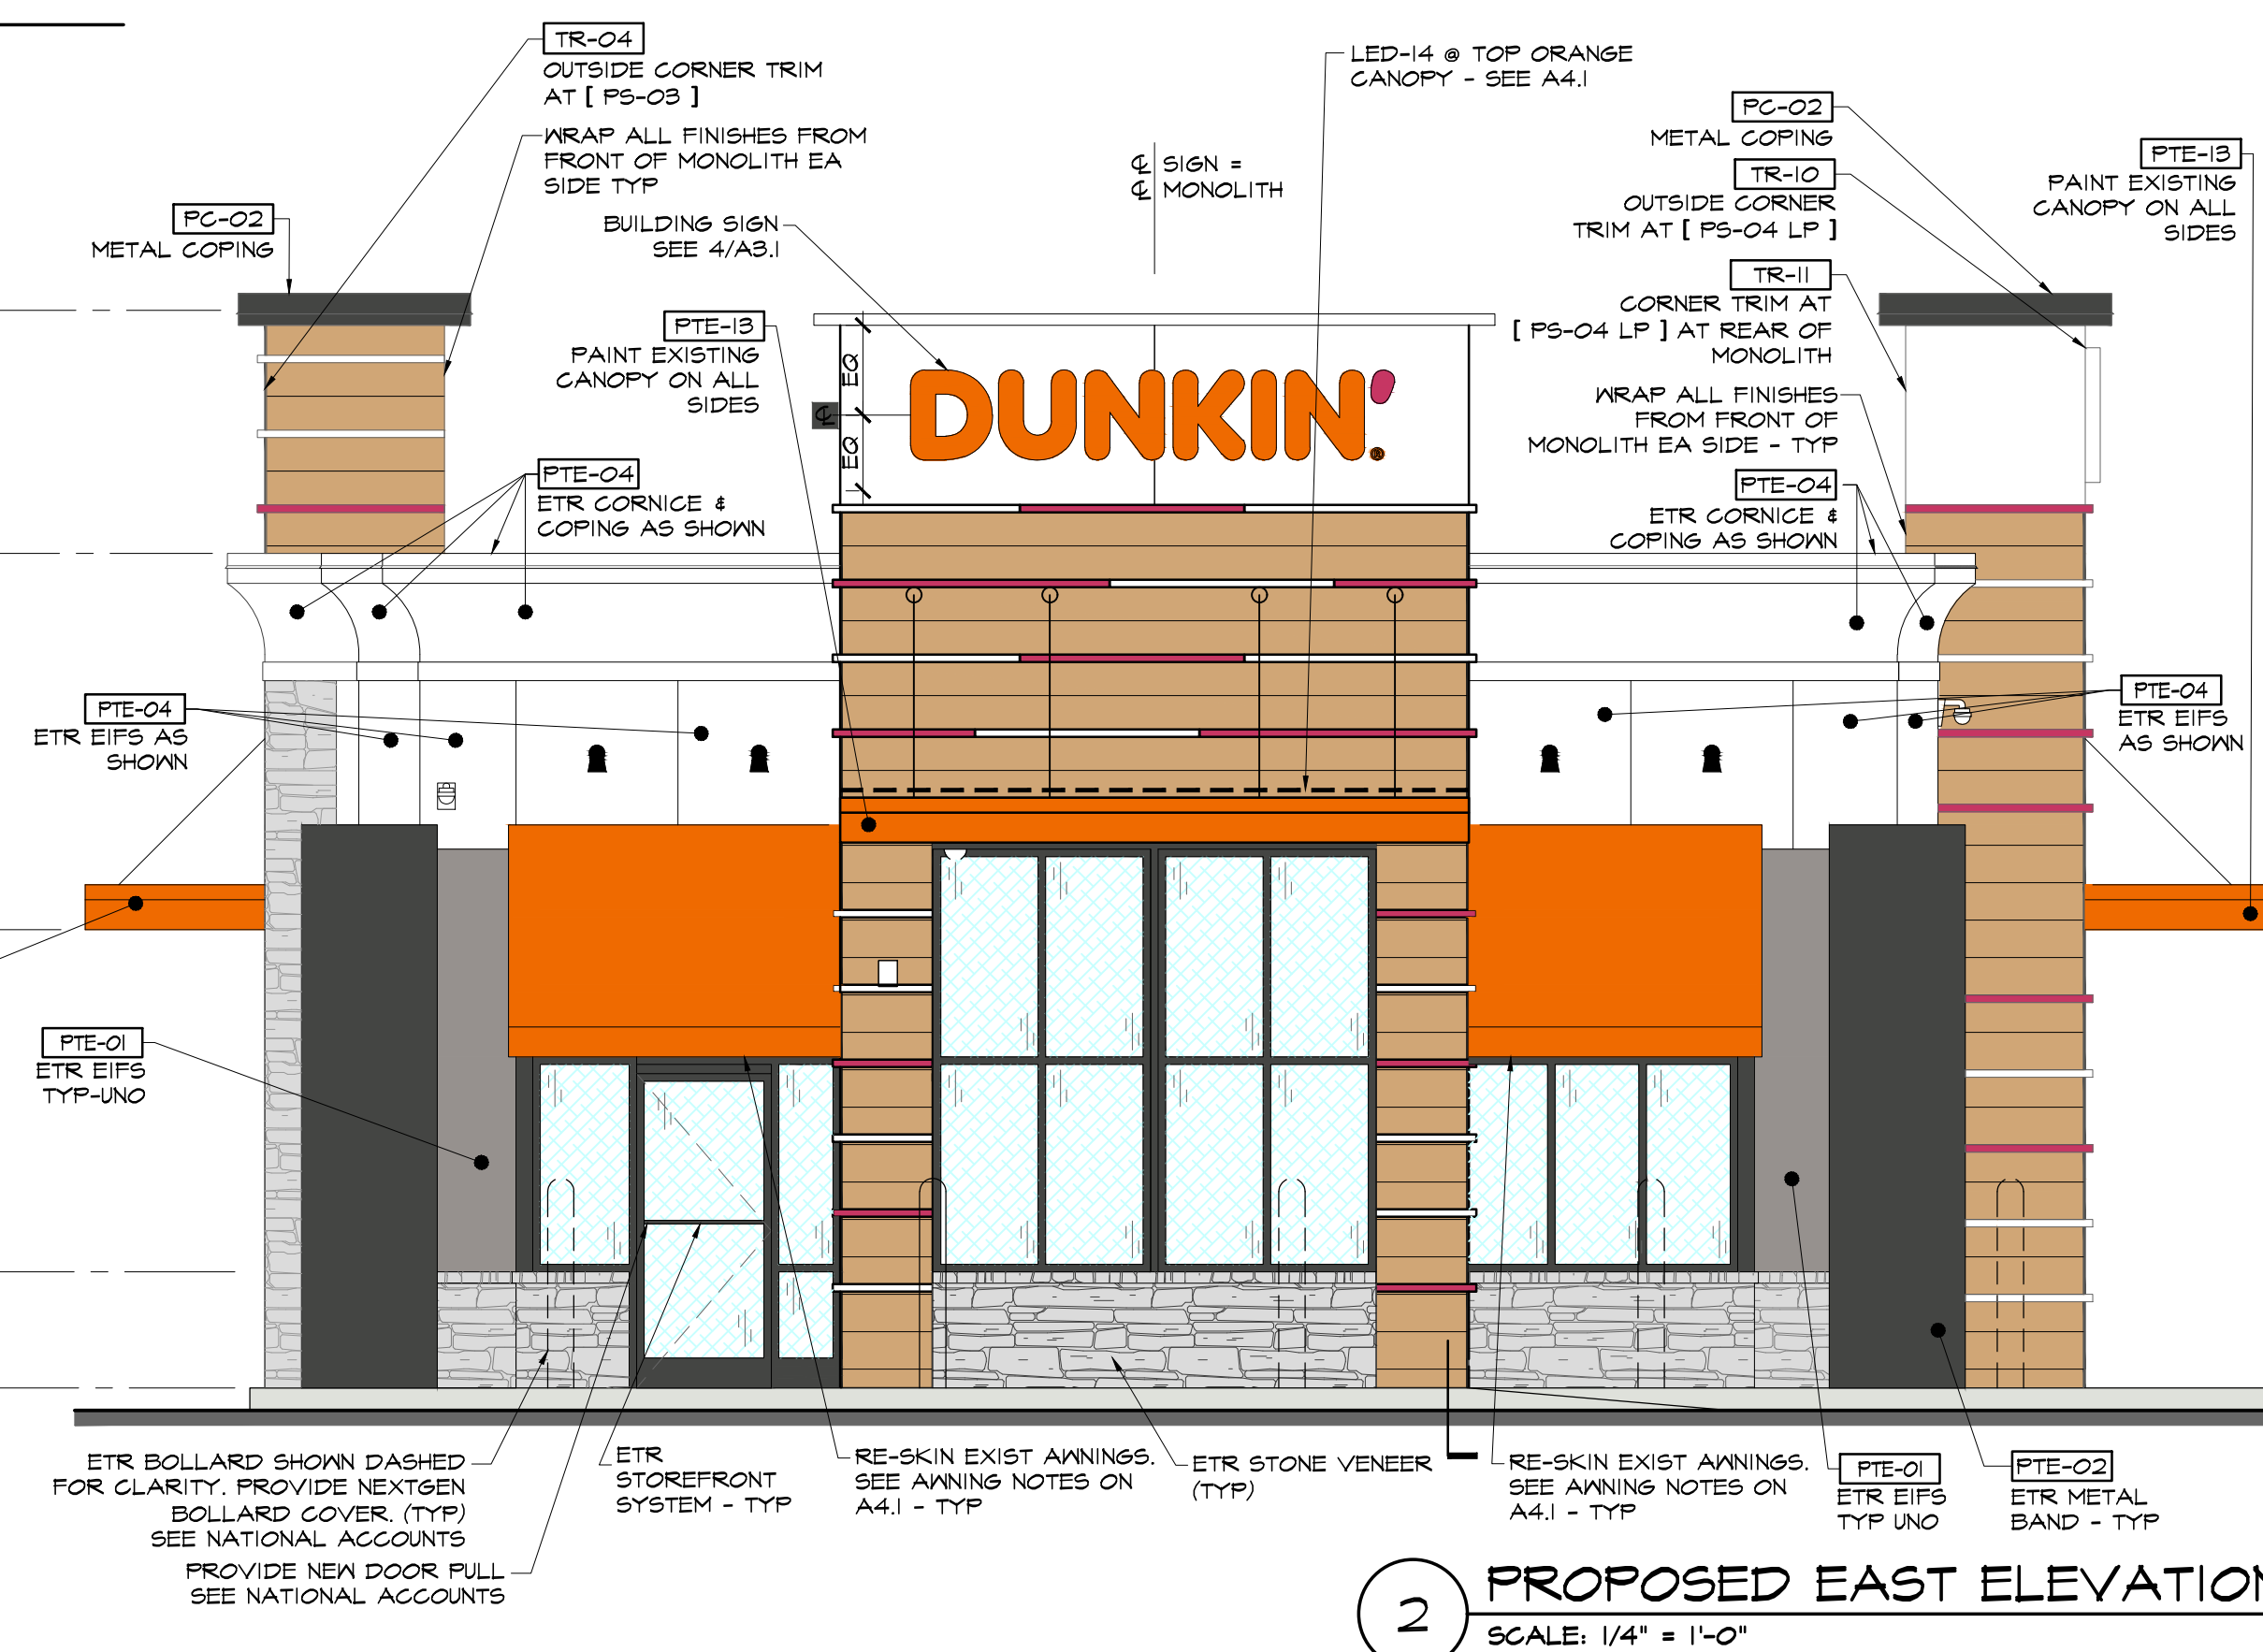 TR-04
OUTSIDE CORNER TRIM
AT [ PS-03 ]
WRAP ALL FINISHES FROM
FRONT OF MONOLITH EA
SIDE TYP
PC-02
METAL COPING
BUILDING SIGN
SEE 4/A3.1
℄ SIGN =
℄ MONOLITH
LED-14 @ TOP ORANGE
CANOPY - SEE A4.1
PC-02
METAL COPING
TR-10
OUTSIDE CORNER
TRIM AT [ PS-04 LP ]
PTE-13
PAINT EXISTING
CANOPY ON ALL
SIDES
TR-11
CORNER TRIM AT
[ PS-04 LP ] AT REAR OF
MONOLITH
WRAP ALL FINISHES
FROM FRONT OF
MONOLITH EA SIDE - TYP
PTE-13
PAINT EXISTING
CANOPY ON ALL
SIDES
EQ
℄
EQ
DUNKIN'
®
PTE-04
ETR CORNICE &
COPING AS SHOWN
PTE-04
ETR CORNICE &
COPING AS SHOWN
PTE-04
ETR EIFS AS
SHOWN
PTE-04
ETR EIFS
AS SHOWN
PTE-01
ETR EIFS
TYP-UNO
ETR BOLLARD SHOWN DASHED
FOR CLARITY. PROVIDE NEXTGEN
BOLLARD COVER. (TYP)
SEE NATIONAL ACCOUNTS
PROVIDE NEW DOOR PULL
SEE NATIONAL ACCOUNTS
ETR
STOREFRONT
SYSTEM - TYP
RE-SKIN EXIST AWNINGS.
SEE AWNING NOTES ON
A4.1 - TYP
ETR STONE VENEER
(TYP)
RE-SKIN EXIST AWNINGS.
SEE AWNING NOTES ON
A4.1 - TYP
PTE-01
ETR EIFS
TYP UNO
PTE-02
ETR METAL
BAND - TYP
2
PROPOSED EAST ELEVATION
SCALE: 1/4" = 1'-0"